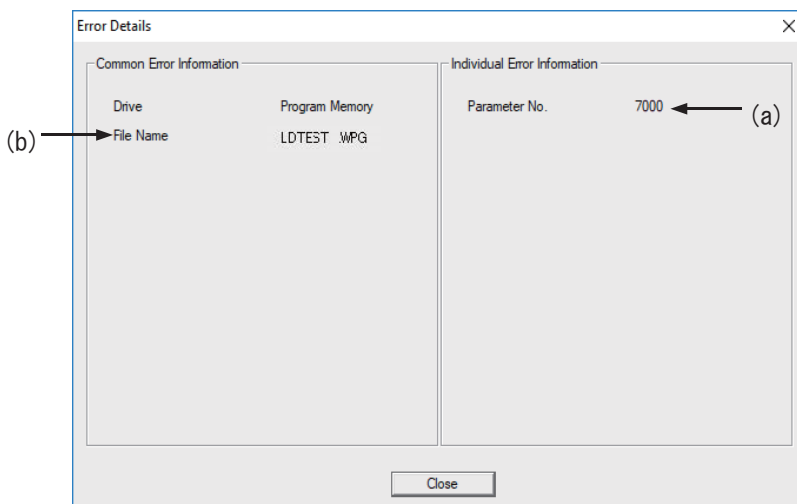 Error Details
Common Error Information
Drive Program Memory
(b) File Name LDTEST .WPG
Individual Error Information
Parameter No. 7000 (a)
Close